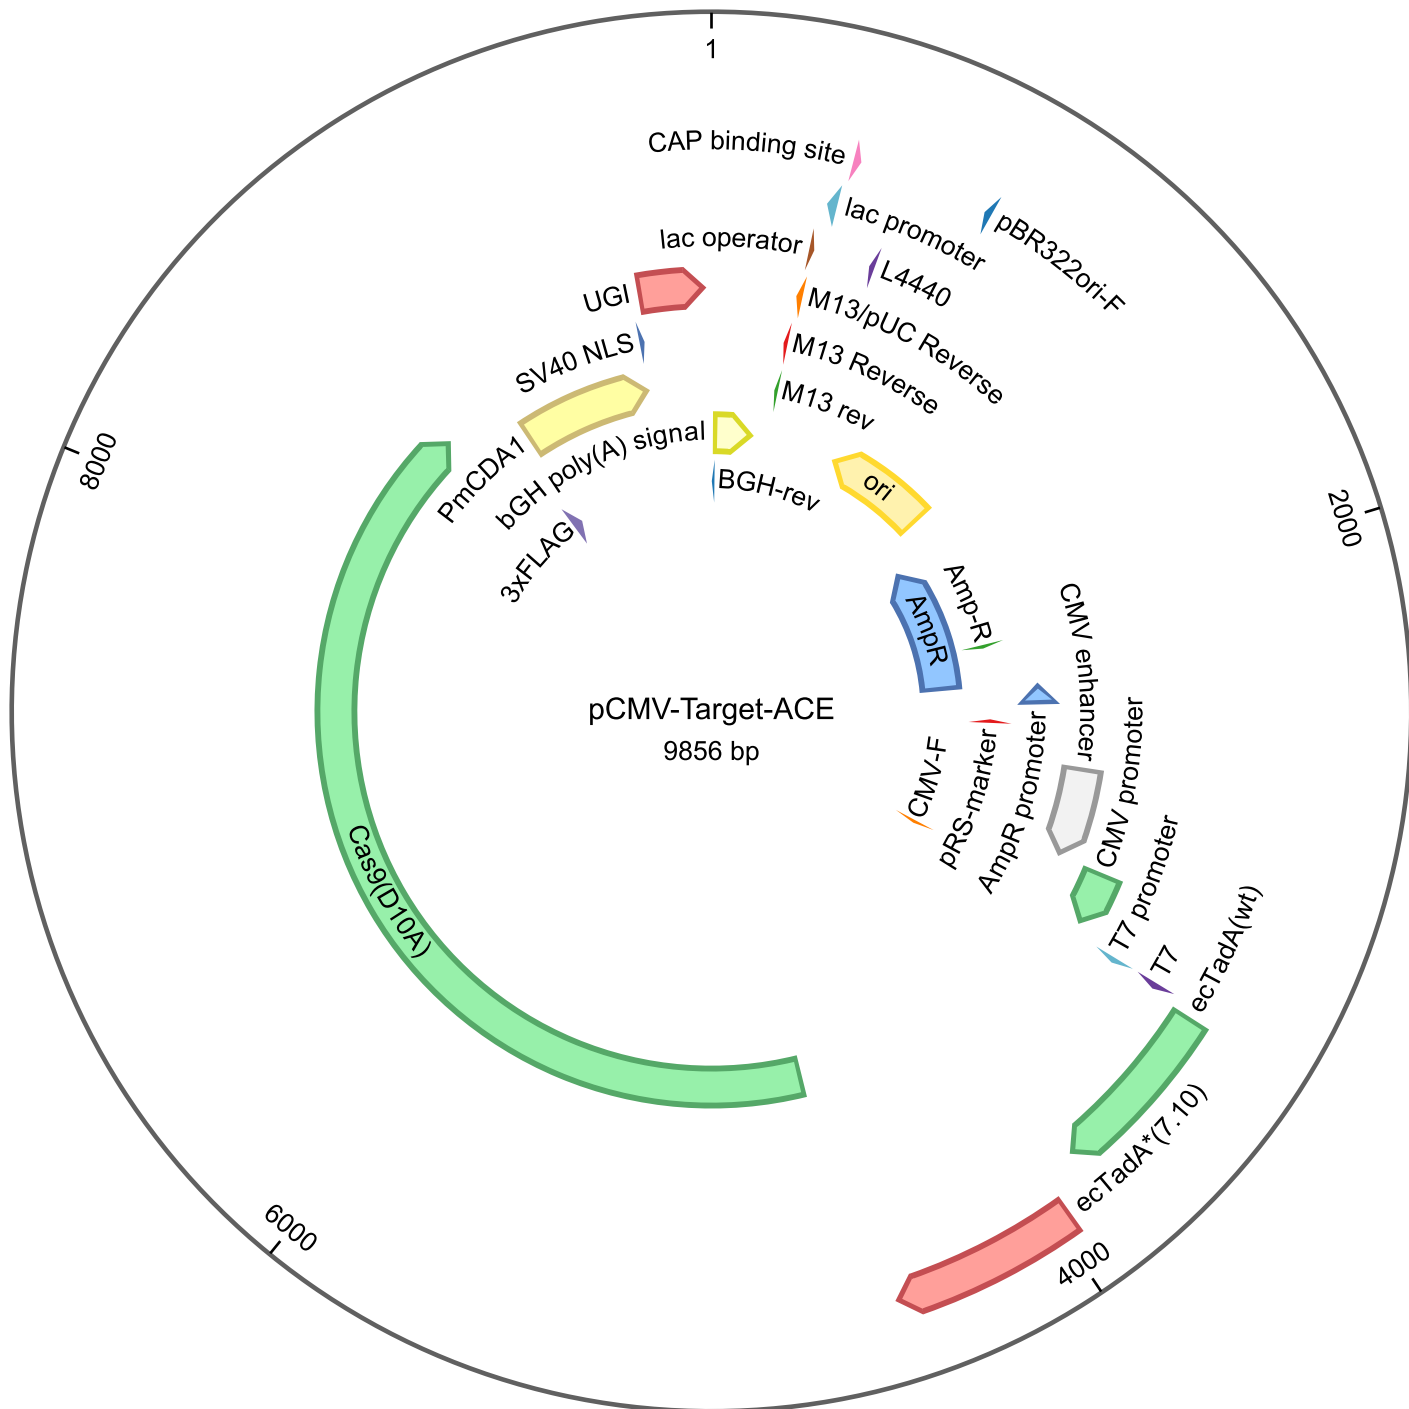 1
CAP binding site
lac promoter
pBR322ori-F
lac operator
L4440
UGI
M13/pUC Reverse
SV40 NLS
M13 Reverse
M13 rev
PmCDA1
bGH poly(A) signal
BGH-rev
ori
3xFLAG
8000
2000
AmpR
Amp-R
CMV enhancer
pCMV-Target-ACE
9856 bp
CMV-F
pRS-marker
AmpR promoter
CMV promoter
T7 promoter
T7
ecTadA(wt)
Cas9(D10A)
ecTadA*(7.10)
6000
4000